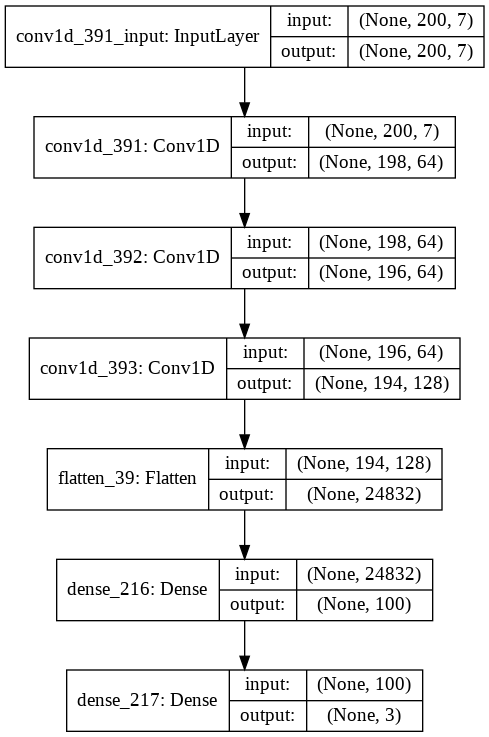 conv1d_391_input: InputLayer
input: (None, 200, 7)
output: (None, 200, 7)
conv1d_391: Conv1D
input: (None, 200, 7)
output: (None, 198, 64)
conv1d_392: Conv1D
input: (None, 198, 64)
output: (None, 196, 64)
conv1d_393: Conv1D
input: (None, 196, 64)
output: (None, 194, 128)
flatten_39: Flatten
input: (None, 194, 128)
output: (None, 24832)
dense_216: Dense
input: (None, 24832)
output: (None, 100)
dense_217: Dense
input: (None, 100)
output: (None, 3)